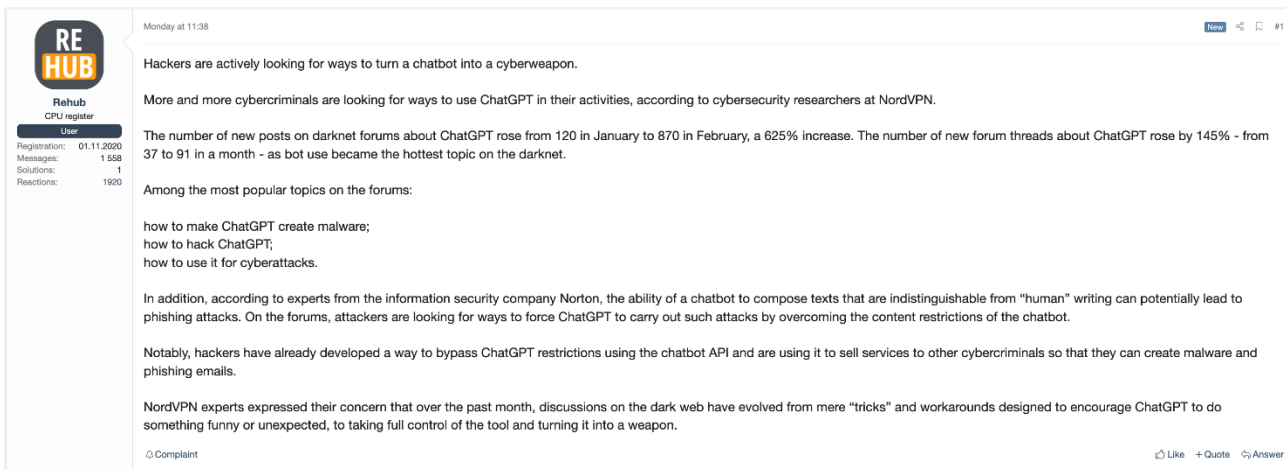 Monday at 11:38
New
#1
RE
HUB
Rehub
CPU register
User
Registration: 01.11.2020
Messages: 1 558
Solutions: 1
Reactions: 1920
Hackers are actively looking for ways to turn a chatbot into a cyberweapon.
More and more cybercriminals are looking for ways to use ChatGPT in their activities, according to cybersecurity researchers at NordVPN.
The number of new posts on darknet forums about ChatGPT rose from 120 in January to 870 in February, a 625% increase. The number of new forum threads about ChatGPT rose by 145% - from
37 to 91 in a month - as bot use became the hottest topic on the darknet.
Among the most popular topics on the forums:
how to make ChatGPT create malware;
how to hack ChatGPT;
how to use it for cyberattacks.
In addition, according to experts from the information security company Norton, the ability of a chatbot to compose texts that are indistinguishable from “human” writing can potentially lead to
phishing attacks. On the forums, attackers are looking for ways to force ChatGPT to carry out such attacks by overcoming the content restrictions of the chatbot.
Notably, hackers have already developed a way to bypass ChatGPT restrictions using the chatbot API and are using it to sell services to other cybercriminals so that they can create malware and
phishing emails.
NordVPN experts expressed their concern that over the past month, discussions on the dark web have evolved from mere “tricks” and workarounds designed to encourage ChatGPT to do
something funny or unexpected, to taking full control of the tool and turning it into a weapon.
Complaint
Like + Quote Answer